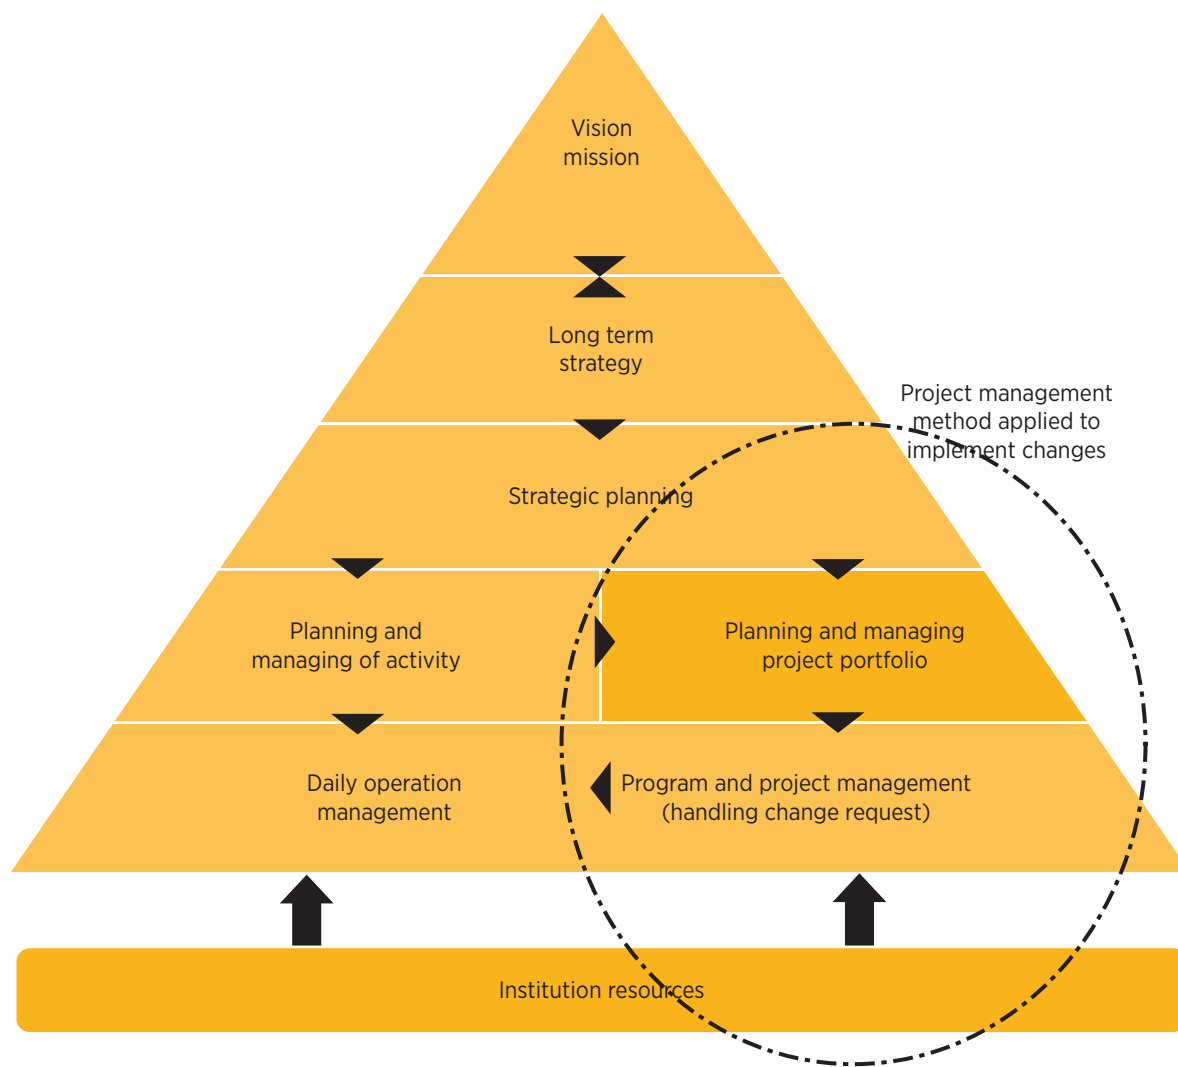 Vision
mission
Long term
strategy
Project management
method applied to
implement changes
Strategic planning
Planning and
managing of activity
Planning and managing
project portfolio
Daily operation
management
Program and project management
(handling change request)
Institution resources